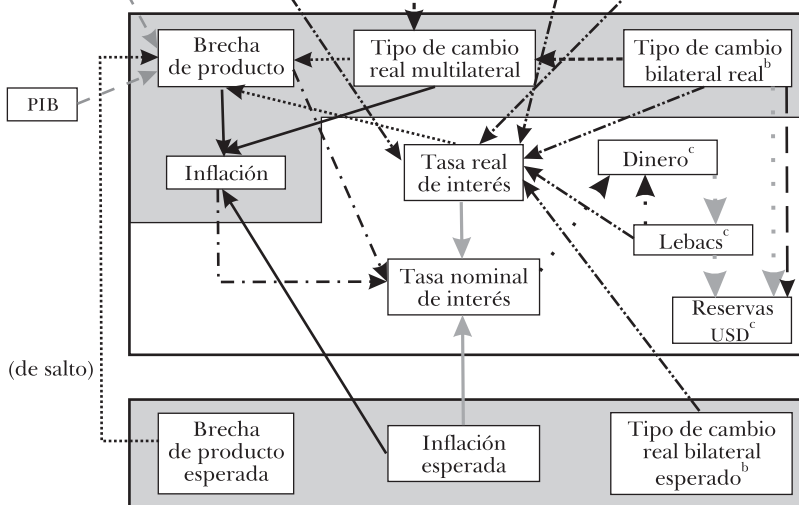 Brecha
de producto
Tipo de cambio
real multilateral
Tipo de cambio
bilateral real^b
PIB
Inflación
Tasa real
de interés
Dinero^c
Lebacs^c
Tasa nominal
de interés
Reservas
USD^c
(de salto)
Brecha
de producto
esperada
Inflación
esperada
Tipo de cambio
real bilateral
esperado^b